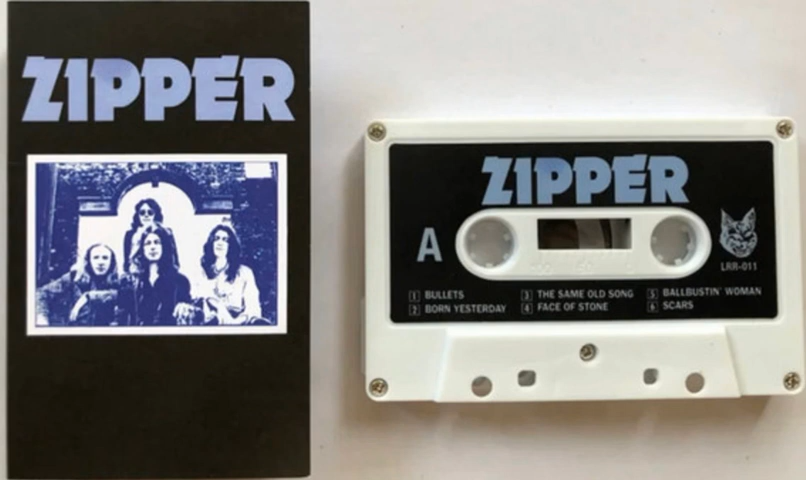 ZIPPER
ZIPPER
A
LRR-011
1 BULLETS
2 BORN YESTERDAY
3 THE SAME OLD SONG
4 FACE OF STONE
5 BALLBUSTIN' WOMAN
6 SCARS